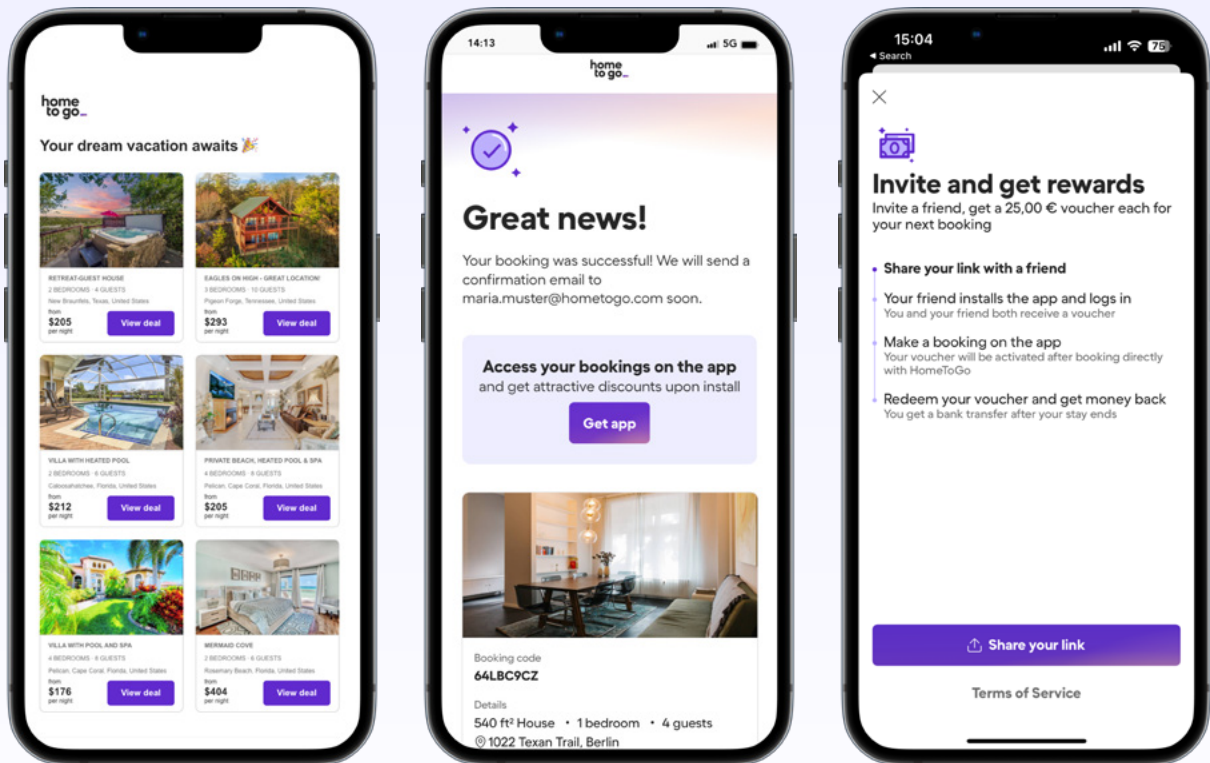 home
to go_
Your dream vacation awaits 🎉
RETREAT-GUEST HOUSE
2 BEDROOMS · 4 GUESTS
New Braunfels, Texas, United States
from
$205
per night
View deal
EAGLES ON HIGH - GREAT LOCATION!
3 BEDROOMS · 10 GUESTS
Pigeon Forge, Tennessee, United States
from
$293
per night
View deal
VILLA WITH HEATED POOL
2 BEDROOMS · 6 GUESTS
Caloosahatchee, Florida, United States
from
$212
per night
View deal
PRIVATE BEACH, HEATED POOL & SPA
4 BEDROOMS · 8 GUESTS
Pelican, Cape Coral, Florida, United States
from
$205
per night
View deal
VILLA WITH POOL AND SPA
4 BEDROOMS · 8 GUESTS
Pelican, Cape Coral, Florida, United States
from
$176
per night
View deal
MERMAID COVE
2 BEDROOMS · 6 GUESTS
Rosemary Beach, Florida, United States
from
$404
per night
View deal
14:13
5G
home
to go_
Great news!
Your booking was successful! We will send a
confirmation email to
maria.muster@hometogo.com soon.
Access your bookings on the app
and get attractive discounts upon install
Get app
Booking code
64LBC9CZ
Details
540 ft² House • 1 bedroom • 4 guests
1022 Texan Trail, Berlin
15:04
75
◀ Search
Invite and get rewards
Invite a friend, get a 25,00 € voucher each for
your next booking
Share your link with a friend
Your friend installs the app and logs in
You and your friend both receive a voucher
Make a booking on the app
Your voucher will be activated after booking directly
with HomeToGo
Redeem your voucher and get money back
You get a bank transfer after your stay ends
Share your link
Terms of Service